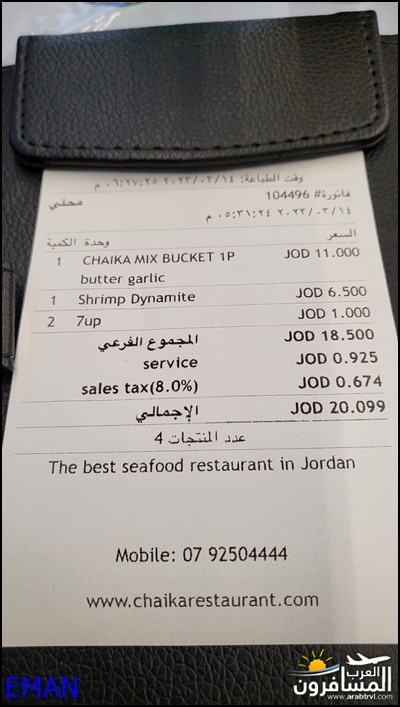 وقت الطباعة: ٢٠٢٢/٠٣/١٤ ٠٦:٢٧:٢٥ م
فاتورة# 104496
محلي
٢٠٢٢/٠٣/١٤ ٠٥:٣١:٢٤ م
السعر وحدة الكمية
1 CHAIKA MIX BUCKET 1P JOD 11.000
butter garlic
1 Shrimp Dynamite JOD 6.500
2 7up JOD 1.000
المجموع الفرعي JOD 18.500
service JOD 0.925
sales tax(8.0%) JOD 0.674
الإجمالي JOD 20.099
عدد المنتجات 4
The best seafood restaurant in Jordan
Mobile: 07 92504444
www.chaikarestaurant.com
EMAN
العرب
المسافرون
www.arabtrvl.com